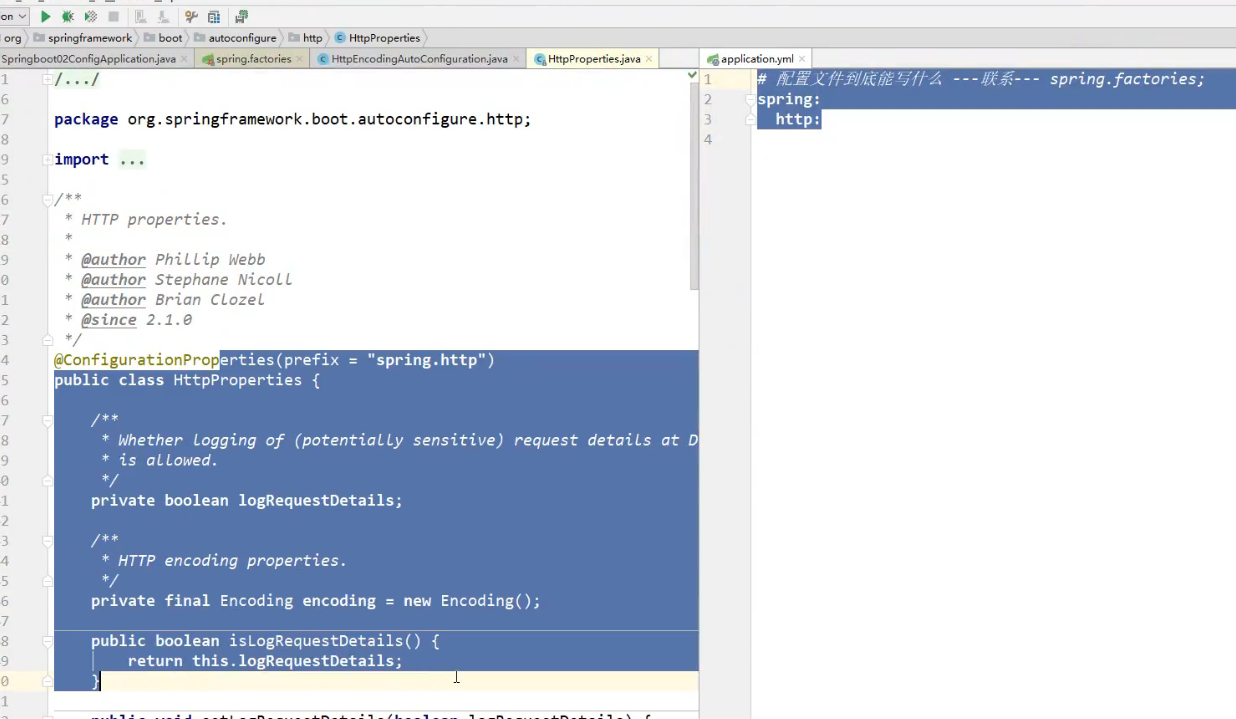 on
org springframework boot autoconfigure http HttpProperties
Springboot02ConfigApplication.java spring.factories HttpEncodingAutoConfiguration.java HttpProperties.java
1 /.../
6
7 package org.springframework.boot.autoconfigure.http;
8
9 import ...
5
6 /**
7 * HTTP properties.
8 *
9 * @author Phillip Webb
0 * @author Stephane Nicoll
1 * @author Brian Clozel
2 * @since 2.1.0
3 */
4 @ConfigurationProperties(prefix = "spring.http")
5 public class HttpProperties {
6
7 /**
8 * Whether logging of (potentially sensitive) request details at D
9 * is allowed.
0 */
1 private boolean logRequestDetails;
2
3 /**
4 * HTTP encoding properties.
5 */
6 private final Encoding encoding = new Encoding();
7
8 public boolean isLogRequestDetails() {
9 return this.logRequestDetails;
0 }
1
public void setLogRequestDetails(boolean logRequestDetails) {
application.yml
1 # 配置文件到底能写什么 ---联系--- spring.factories;
2 spring:
3 http:
4